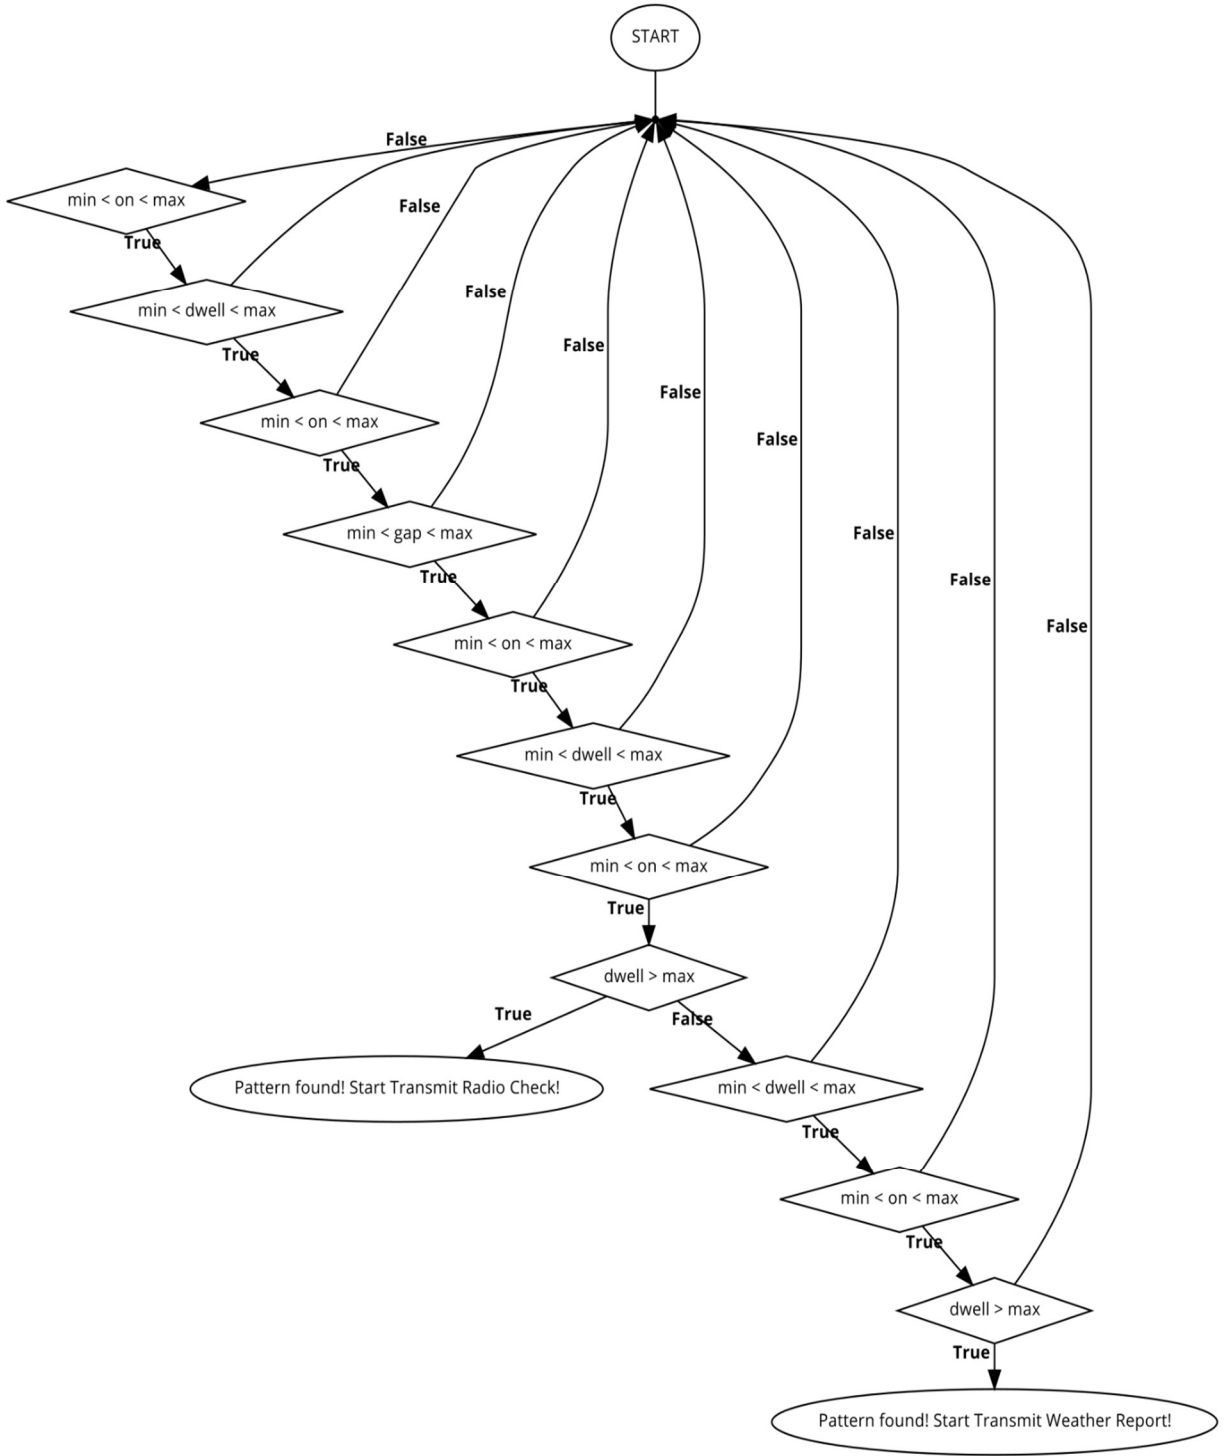 START
False
min < on < max
True
False
min < dwell < max
False
True
False
min < on < max
False
True
False
min < gap < max
False
True
False
min < on < max
False
True
False
min < dwell < max
True
min < on < max
True
dwell > max
True
False
Pattern found! Start Transmit Radio Check!
min < dwell < max
True
min < on < max
True
dwell > max
True
Pattern found! Start Transmit Weather Report!